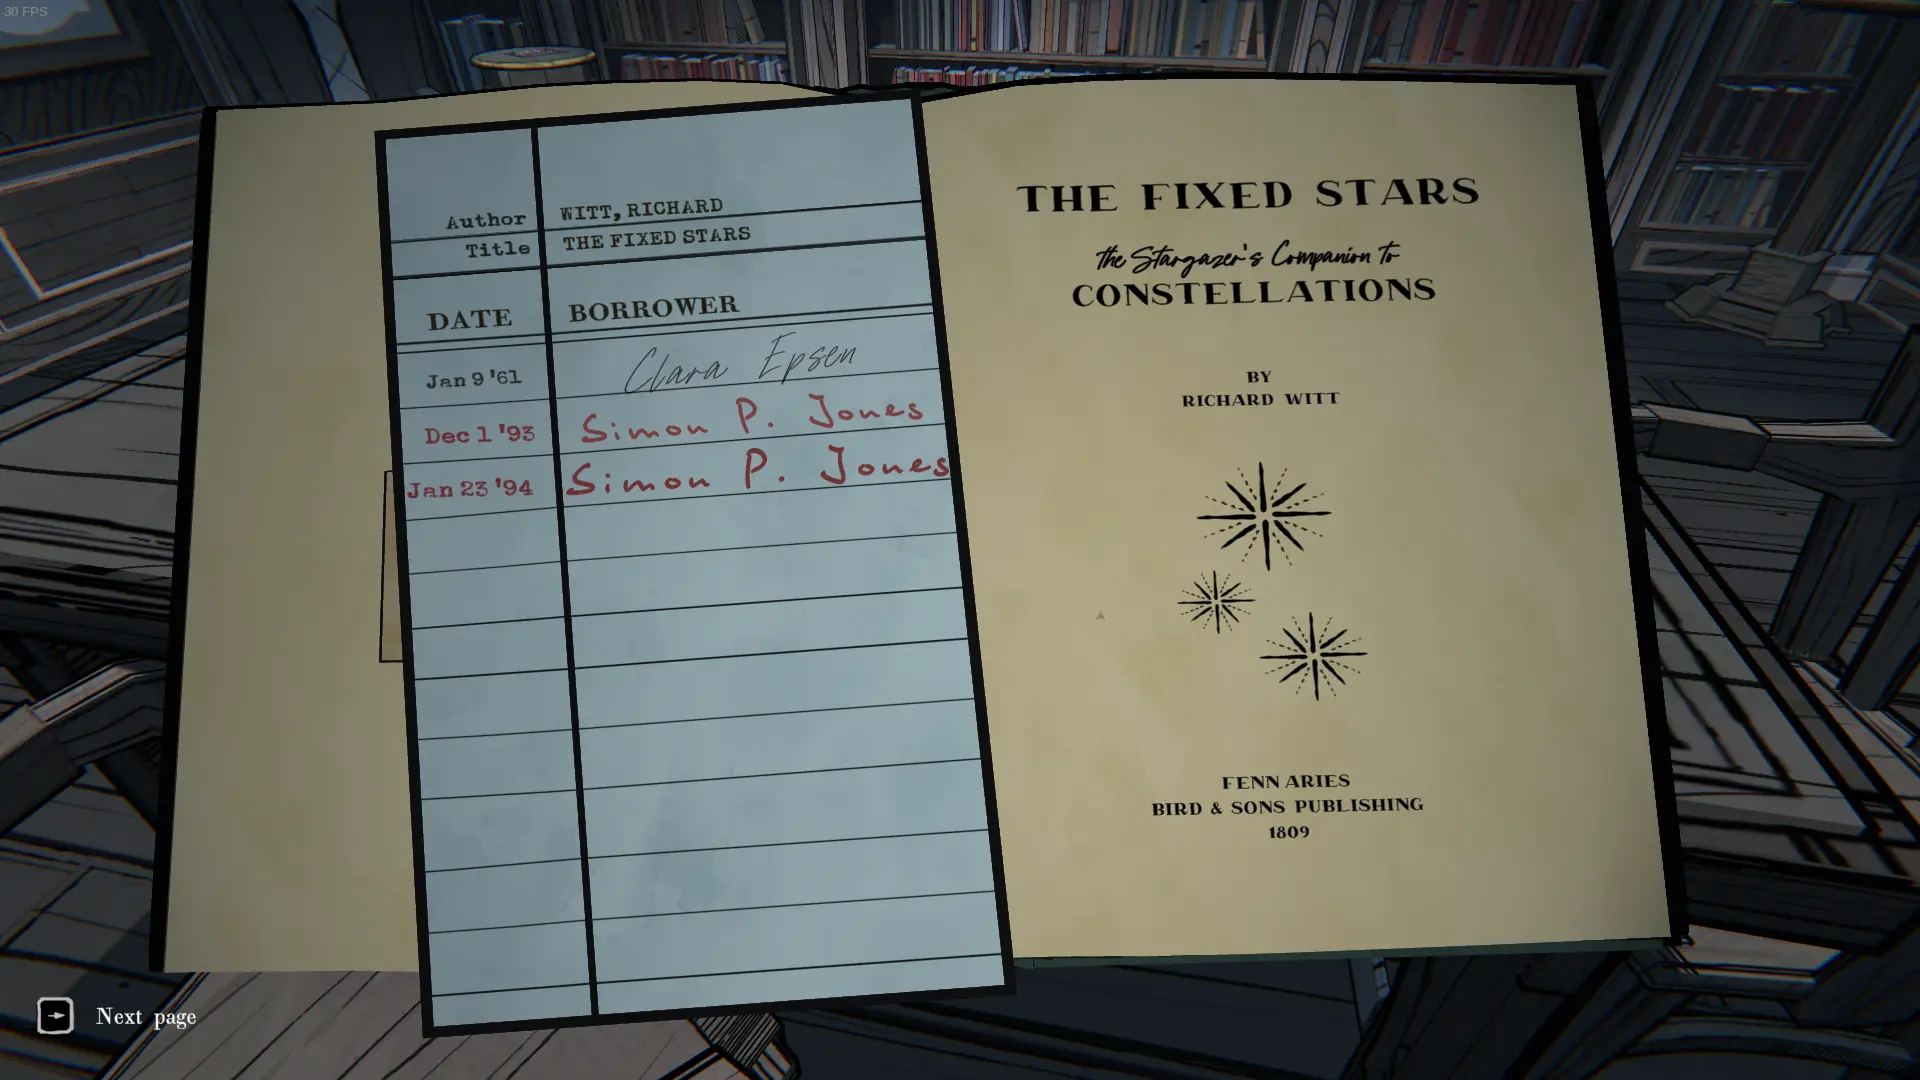 30 FPS
Author WITT, RICHARD
Title THE FIXED STARS
DATE BORROWER
Jan 9 '61 Clara Epsen
Dec 1 '93 Simon P. Jones
Jan 23 '94 Simon P. Jones
THE FIXED STARS
the Stargazer's Companion to
CONSTELLATIONS
BY
RICHARD WITT
FENN ARIES
BIRD & SONS PUBLISHING
1809
Next page